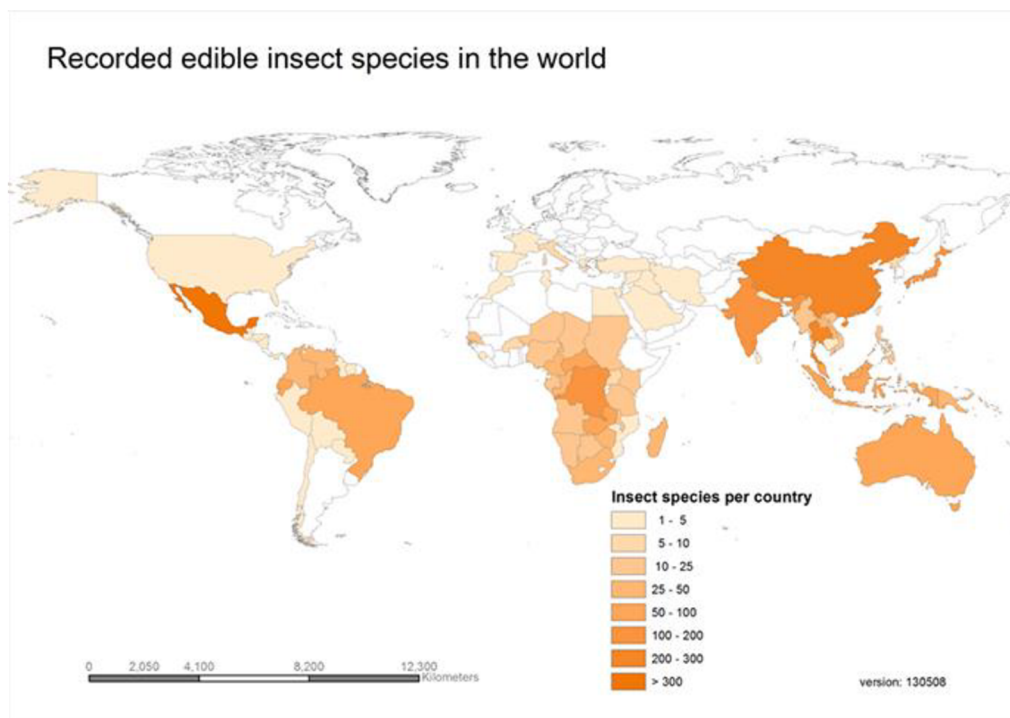 Recorded edible insect species in the world
Insect species per country
1 - 5
5 - 10
10 - 25
25 - 50
50 - 100
100 - 200
200 - 300
> 300
0 2,050 4,100 8,200 12,300
Kilometers
version: 130508